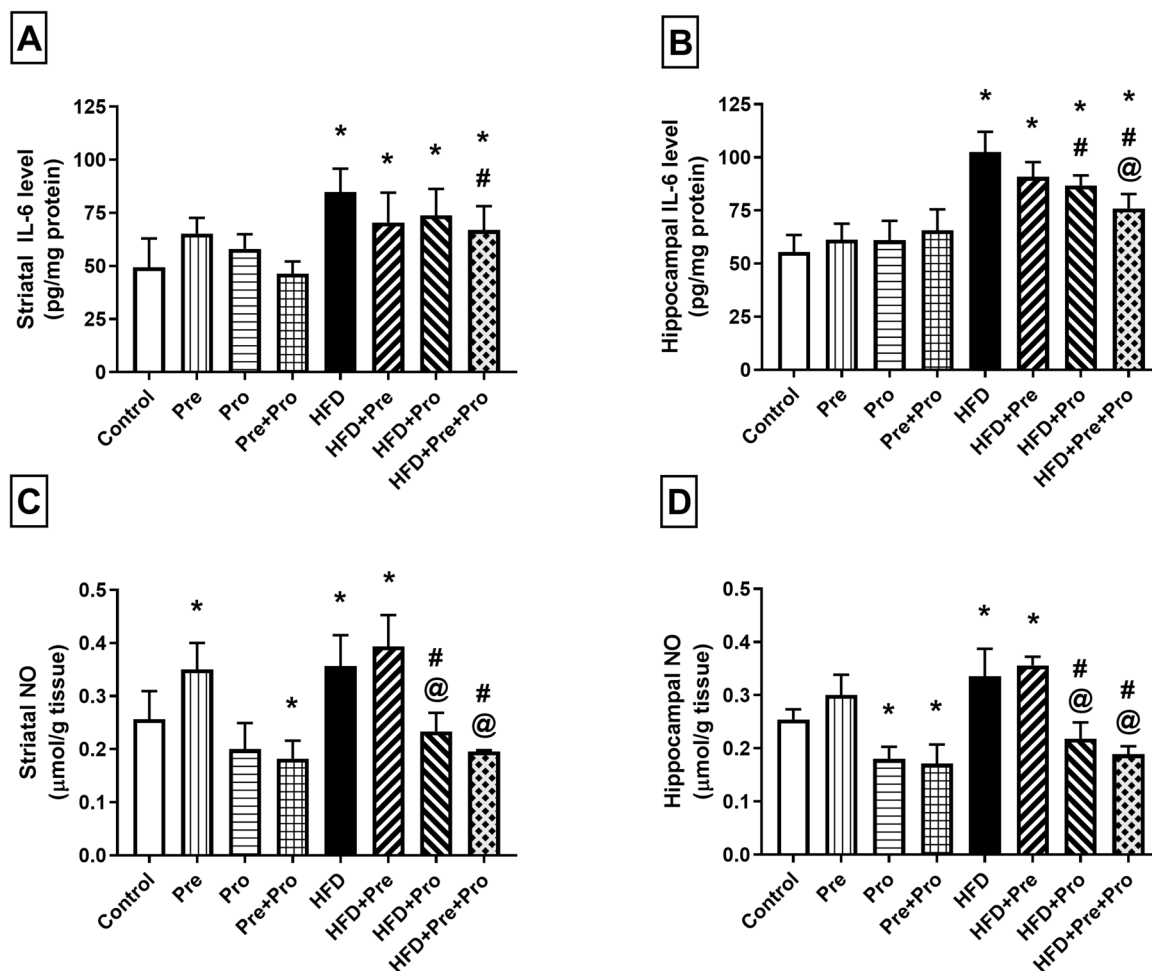 A
Striatal IL-6 level
(pg/mg protein)
125
100
75
50
25
0
*
*
*
*
#
Control
Pre
Pro
Pre+Pro
HFD
HFD+Pre
HFD+Pro
HFD+Pre+Pro
B
Hippocampal IL-6 level
(pg/mg protein)
125
100
75
50
25
0
*
*
*
#
*
#
@
Control
Pre
Pro
Pre+Pro
HFD
HFD+Pre
HFD+Pro
HFD+Pre+Pro
C
Striatal NO
(μmol/g tissue)
0.5
0.4
0.3
0.2
0.1
0.0
*
*
*
*
#
@
#
@
Control
Pre
Pro
Pre+Pro
HFD
HFD+Pre
HFD+Pro
HFD+Pre+Pro
D
Hippocampal NO
(μmol/g tissue)
0.5
0.4
0.3
0.2
0.1
0.0
*
*
*
*
#
@
#
@
Control
Pre
Pro
Pre+Pro
HFD
HFD+Pre
HFD+Pro
HFD+Pre+Pro